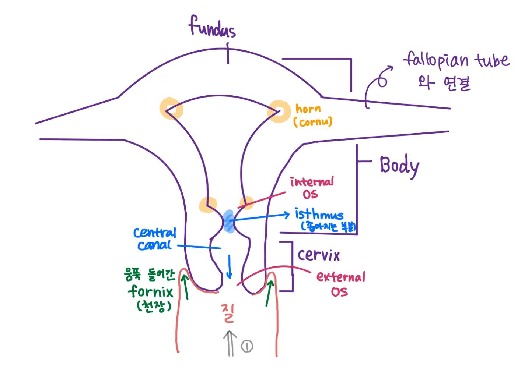 fundus
fallopian tube
와 연결
horn
(cornu)
Body
internal
OS
isthmus
(좁아지는 부분)
central
canal
cervix
움푹 들어간
fornix
(천장)
external
OS
질
①